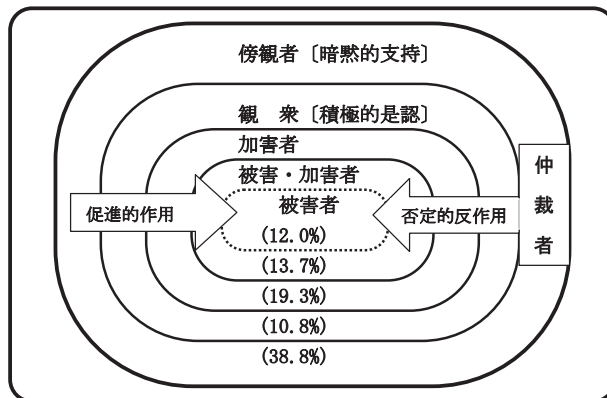 傍観者〔暗黙的支持〕
観　衆〔積極的是認〕
加害者
被害・加害者
被害者
促進的作用
否定的反作用
仲裁者
(12.0%)
(13.7%)
(19.3%)
(10.8%)
(38.8%)